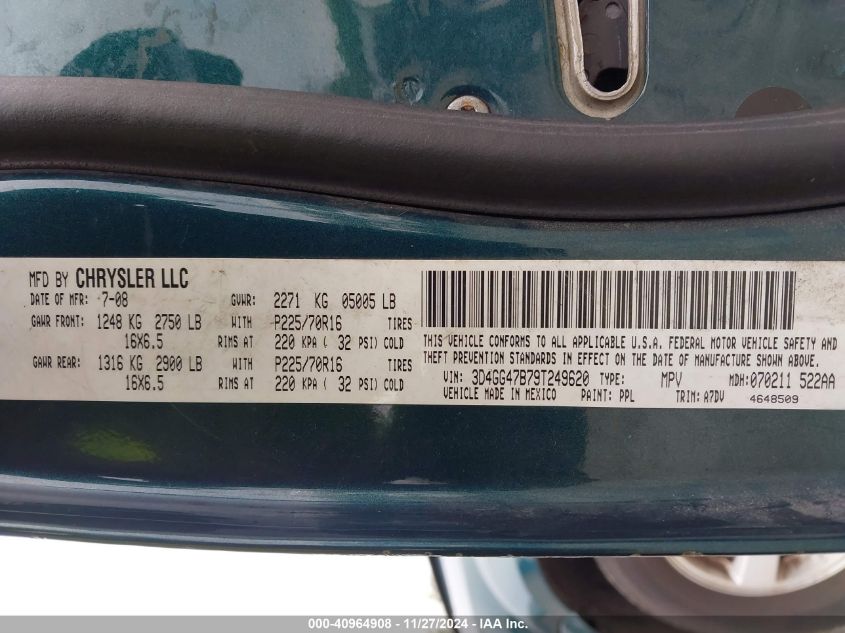 MFD BY CHRYSLER LLC
DATE OF MFR: 7-08 GVWR: 2271 KG 05005 LB
GAWR FRONT: 1248 KG 2750 LB WITH P225/70R16 TIRES
16X6.5 RIMS AT 220 KPA ( 32 PSI) COLD
GAWR REAR: 1316 KG 2900 LB WITH P225/70R16 TIRES
16X6.5 RIMS AT 220 KPA ( 32 PSI) COLD
THIS VEHICLE CONFORMS TO ALL APPLICABLE U.S.A. FEDERAL MOTOR VEHICLE SAFETY AND
THEFT PREVENTION STANDARDS IN EFFECT ON THE DATE OF MANUFACTURE SHOWN ABOVE.
VIN: 3D4GG47B79T249620 TYPE: MPV MDH: 070211 522AA
VEHICLE MADE IN MEXICO PAINT: PPL TRIM: A7DV 4648509
000-40964908 - 11/27/2024 - IAA Inc.